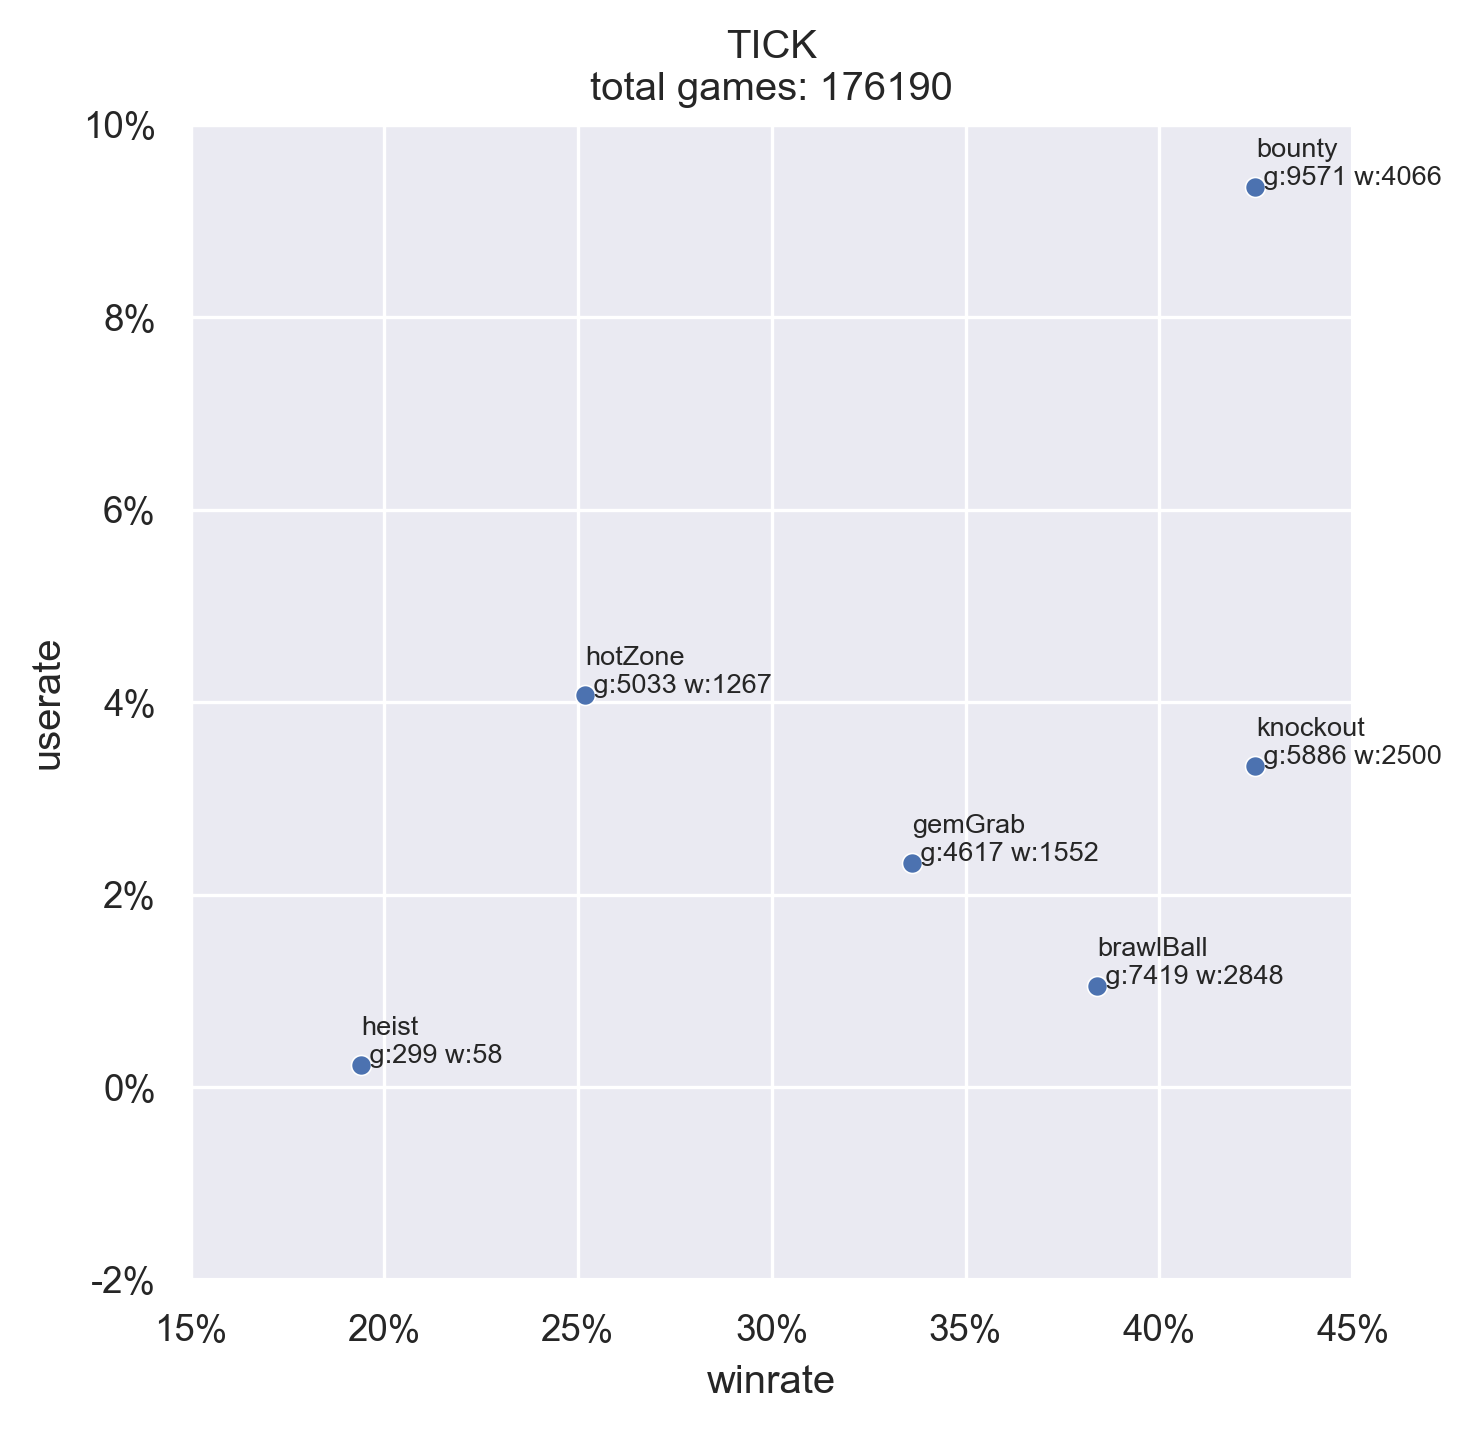 TICK
total games: 176190
10%
8%
6%
4%
2%
0%
-2%
userate
bounty
g:9571 w:4066
hotZone
g:5033 w:1267
knockout
g:5886 w:2500
gemGrab
g:4617 w:1552
brawlBall
g:7419 w:2848
heist
g:299 w:58
15% 20% 25% 30% 35% 40% 45%
winrate